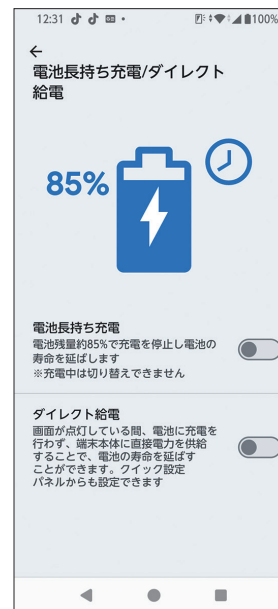 12:31
100%
電池長持ち充電/ダイレクト
給電
85%
電池長持ち充電
電池残量約85%で充電を停止し電池の
寿命を延ばします
※充電中は切り替えできません
ダイレクト給電
画面が点灯している間、電池に充電を
行わず、端末本体に直接電力を供給
することで、電池の寿命を延ばす
ことができます。クイック設定
パネルからも設定できます